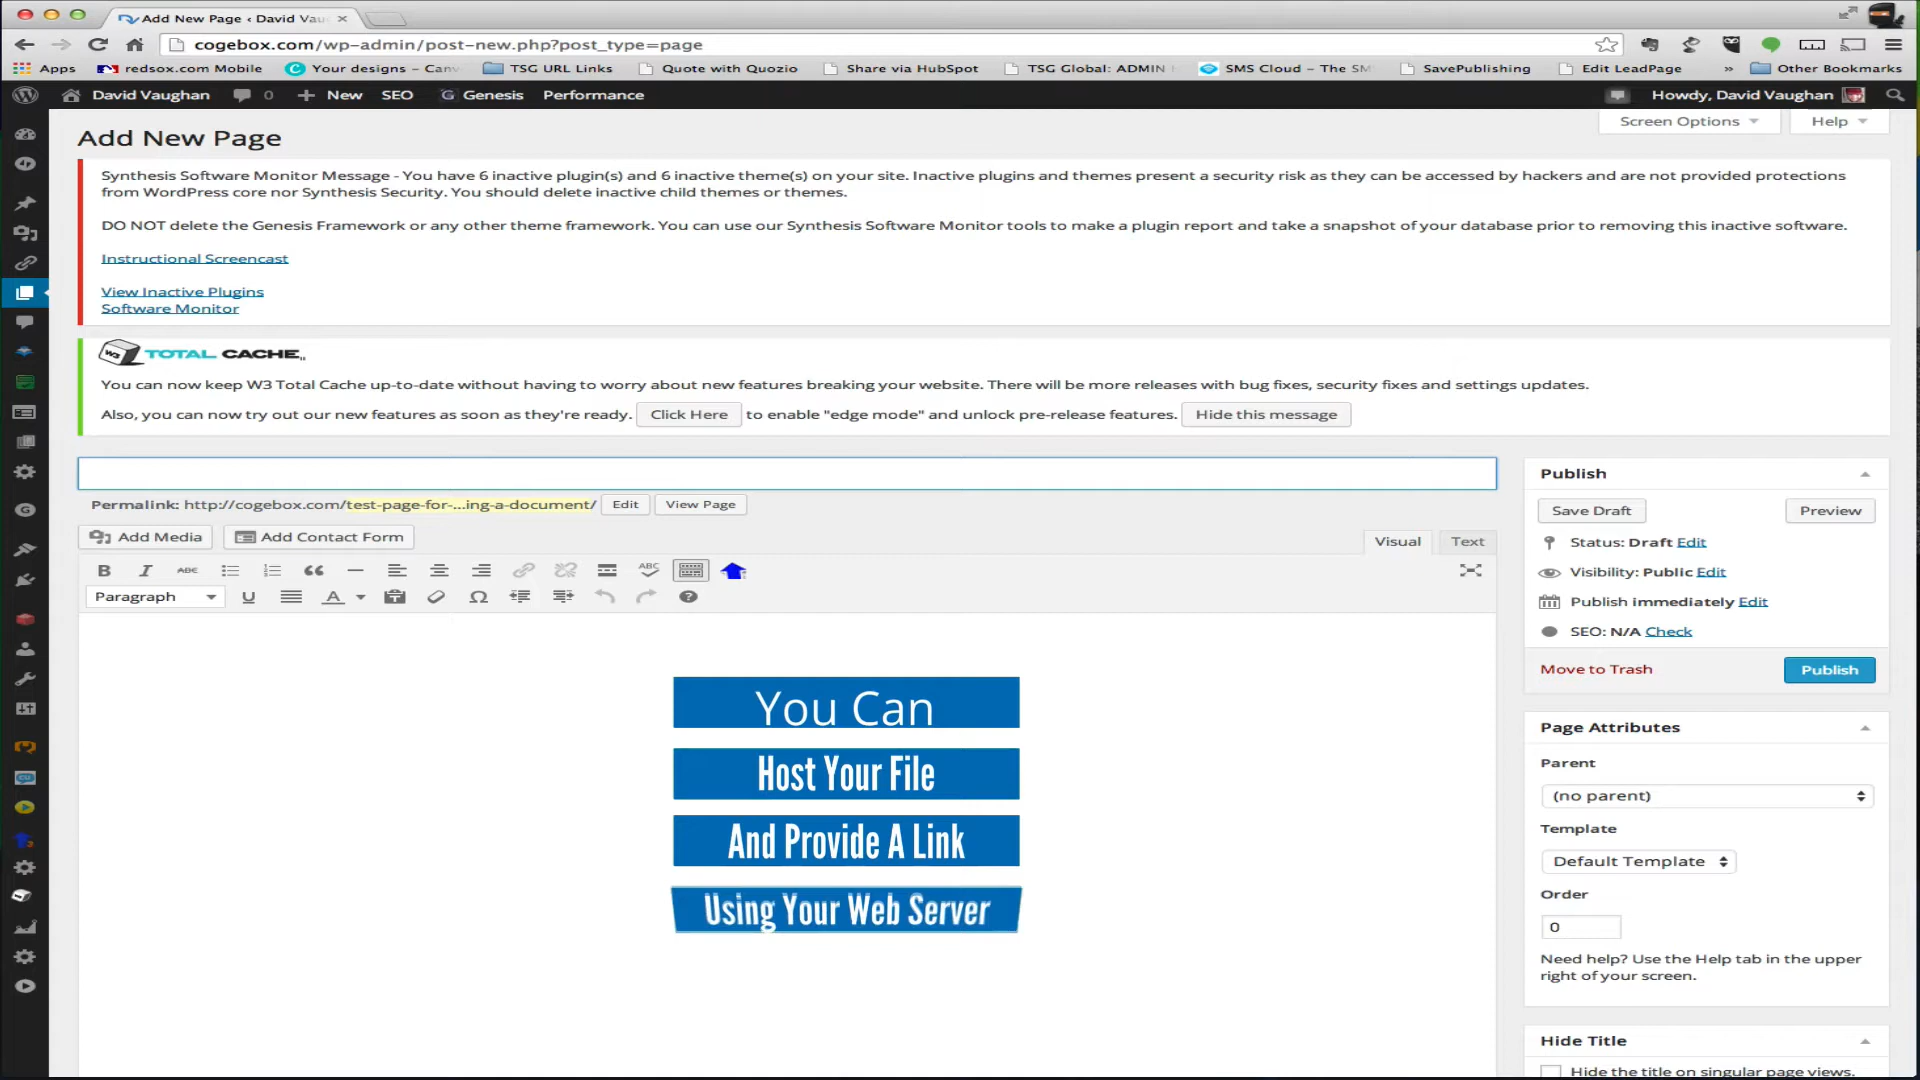 Add New Page ‹ David Vau
cogebox.com/wp-admin/post-new.php?post_type=page
Apps redsox.com Mobile Your designs – Can TSG URL Links Quote with Quozio Share via HubSpot TSG Global: ADMIN SMS Cloud – The SM SavePublishing Edit LeadPage » Other Bookmarks
David Vaughan 0 New SEO Genesis Performance Howdy, David Vaughan
Add New Page Screen Options Help
Synthesis Software Monitor Message - You have 6 inactive plugin(s) and 6 inactive theme(s) on your site. Inactive plugins and themes present a security risk as they can be accessed by hackers and are not provided protections
from WordPress core nor Synthesis Security. You should delete inactive child themes or themes.
DO NOT delete the Genesis Framework or any other theme framework. You can use our Synthesis Software Monitor tools to make a plugin report and take a snapshot of your database prior to removing this inactive software.
Instructional Screencast
View Inactive Plugins
Software Monitor
W3 TOTAL CACHE
You can now keep W3 Total Cache up-to-date without having to worry about new features breaking your website. There will be more releases with bug fixes, security fixes and settings updates.
Also, you can now try out our new features as soon as they're ready. Click Here to enable "edge mode" and unlock pre-release features. Hide this message
Permalink: http://cogebox.com/test-page-for-...ing-a-document/ Edit View Page
Add Media Add Contact Form Visual Text
B I ABC ABC
Paragraph U A Ω
You Can
Host Your File
And Provide A Link
Using Your Web Server
Publish
Save Draft Preview
Status: Draft Edit
Visibility: Public Edit
Publish immediately Edit
SEO: N/A Check
Move to Trash Publish
Page Attributes
Parent
(no parent)
Template
Default Template
Order
0
Need help? Use the Help tab in the upper
right of your screen.
Hide Title
Hide the title on singular page views.